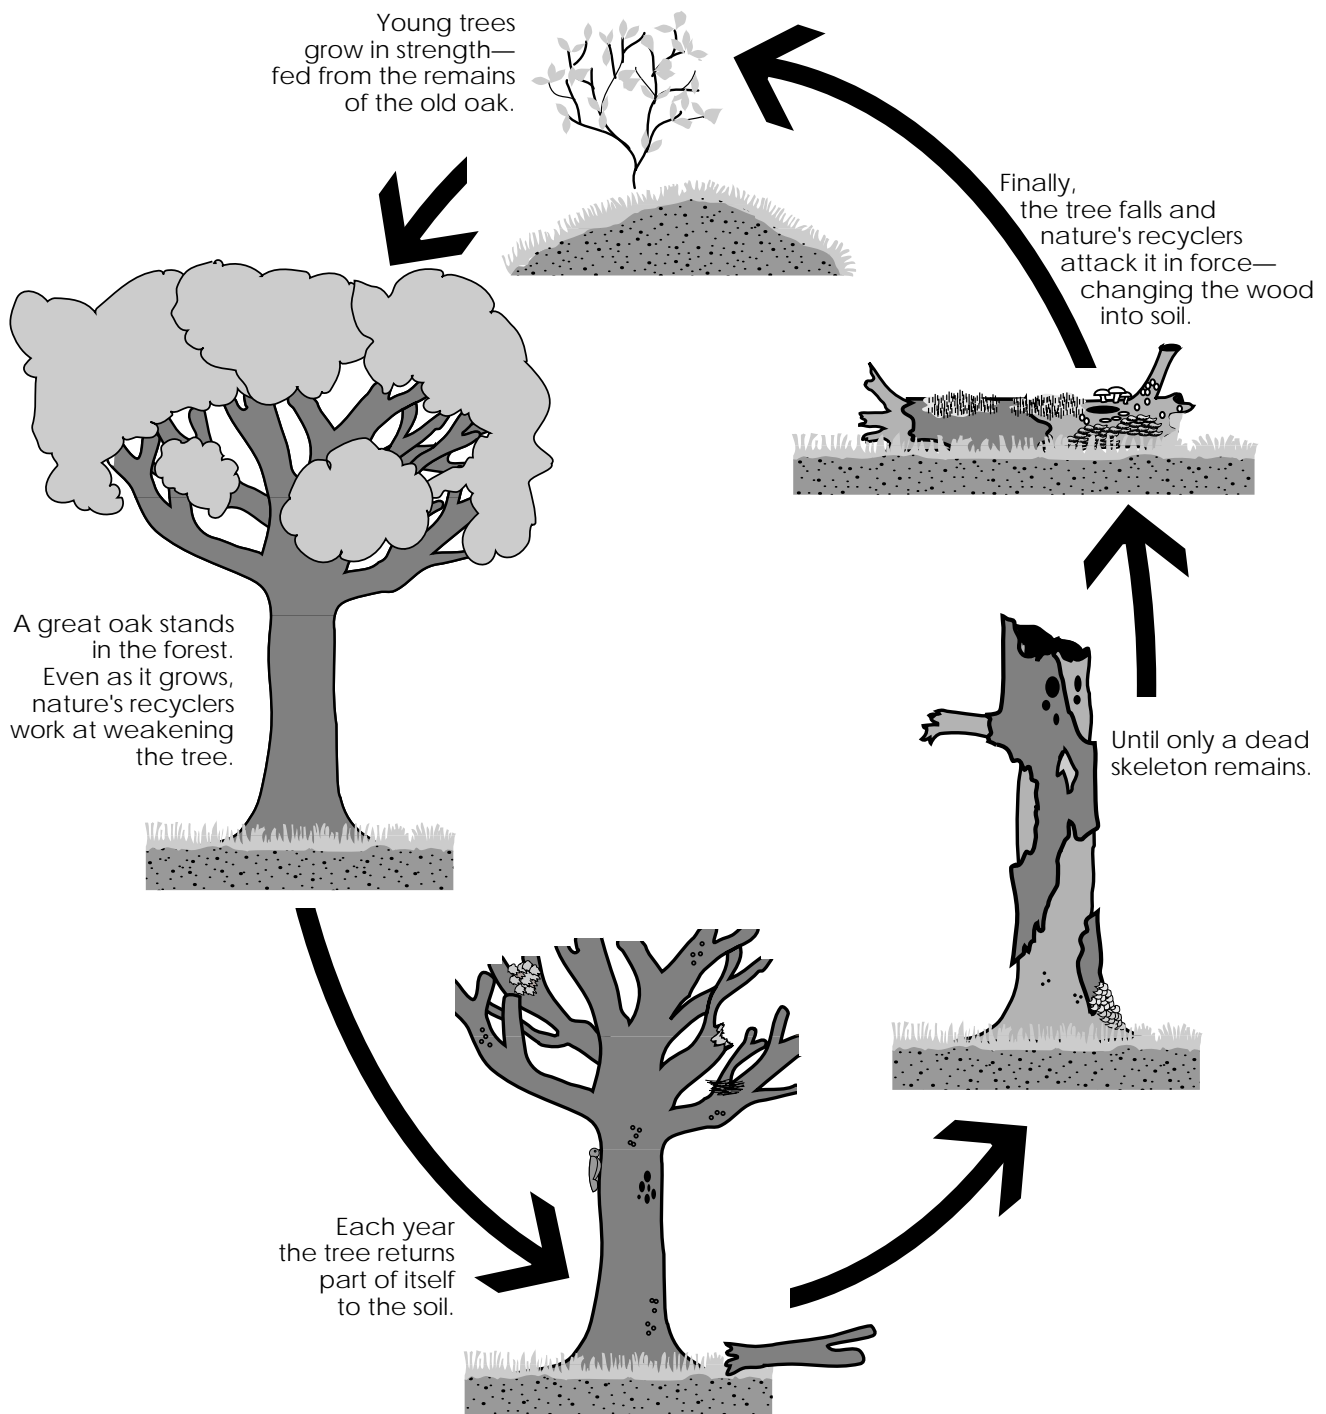 Young trees
grow in strength—
fed from the remains
of the old oak.
Finally,
the tree falls and
nature's recyclers
attack it in force—
changing the wood
into soil.
A great oak stands
in the forest.
Even as it grows,
nature's recyclers
work at weakening
the tree.
Until only a dead
skeleton remains.
Each year
the tree returns
part of itself
to the soil.